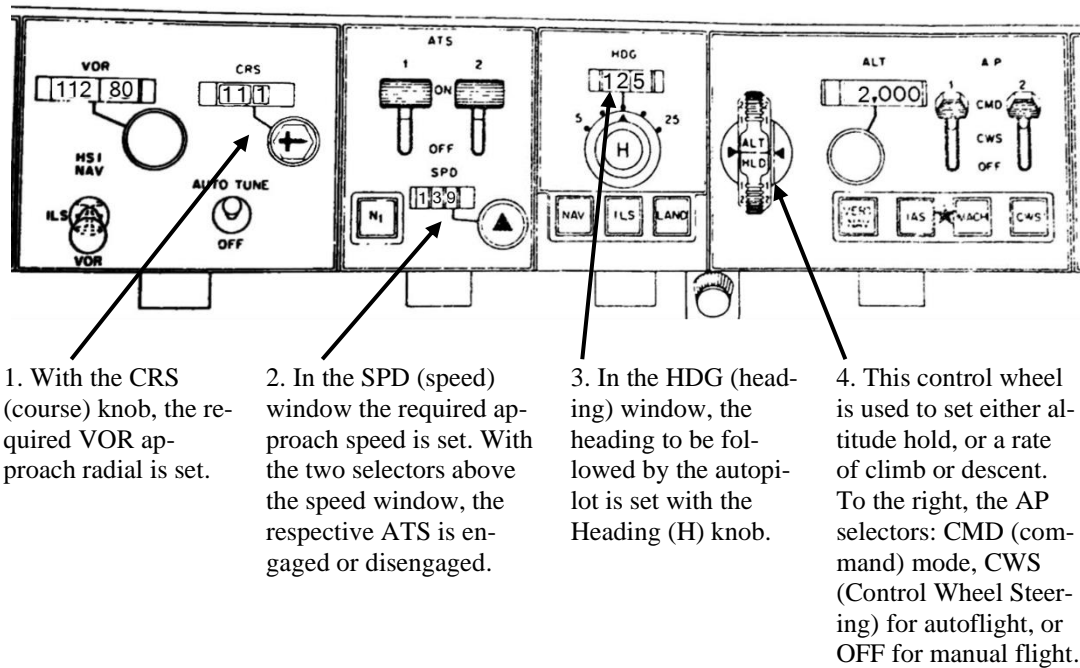 VOR
112 80
CRS
111
HSI
NAV
ILS
VOR
AUTO TUNE
OFF
ATS
1 2
ON
OFF
SPD
139
N1
HDG
125
5 25
H
NAV ILS LAND
ALT
HLD
ALT
2,000
A P
1 2
CMD
CWS
OFF
VERT
NAV
IAS MACH CWS
1. With the CRS
(course) knob, the re-
quired VOR ap-
proach radial is set.
2. In the SPD (speed)
window the required ap-
proach speed is set. With
the two selectors above
the speed window, the
respective ATS is en-
gaged or disengaged.
3. In the HDG (head-
ing) window, the
heading to be fol-
lowed by the autopi-
lot is set with the
Heading (H) knob.
4. This control wheel
is used to set either al-
titude hold, or a rate
of climb or descent.
To the right, the AP
selectors: CMD (com-
mand) mode, CWS
(Control Wheel Steer-
ing) for autoflight, or
OFF for manual flight.